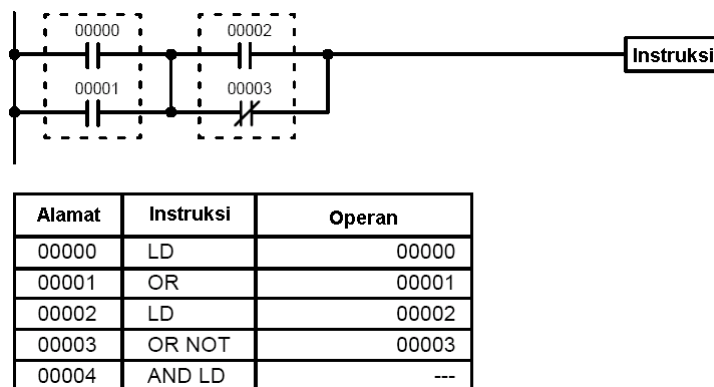 00000 00002
Instruksi
00001 00003
Alamat Instruksi Operan
00000 LD 00000
00001 OR 00001
00002 LD 00002
00003 OR NOT 00003
00004 AND LD ---